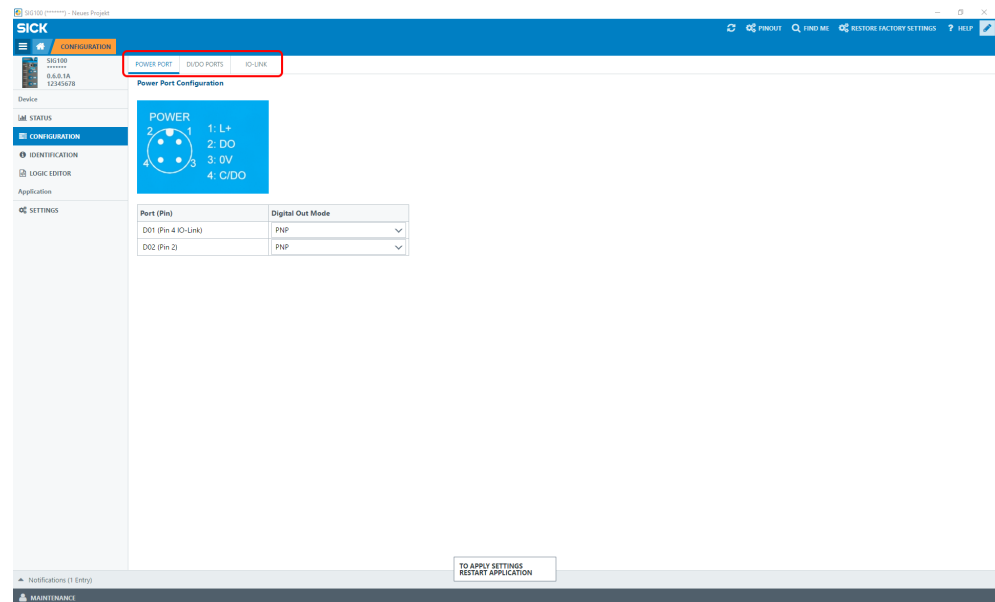 SIG100 (*******) - Neues Projekt
SICK
PINOUT FIND ME RESTORE FACTORY SETTINGS ? HELP
CONFIGURATION
SIG100
*******
0.6.0.1A
12345678
POWER PORT DI/DO PORTS IO-LINK
Power Port Configuration
Device
STATUS
CONFIGURATION
IDENTIFICATION
LOGIC EDITOR
Application
SETTINGS
POWER
2 1
4 3
1: L+
2: DO
3: 0V
4: C/DO
Port (Pin) Digital Out Mode
D01 (Pin 4 IO-Link) PNP
D02 (Pin 2) PNP
TO APPLY SETTINGS
RESTART APPLICATION
Notifications (1 Entry)
MAINTENANCE